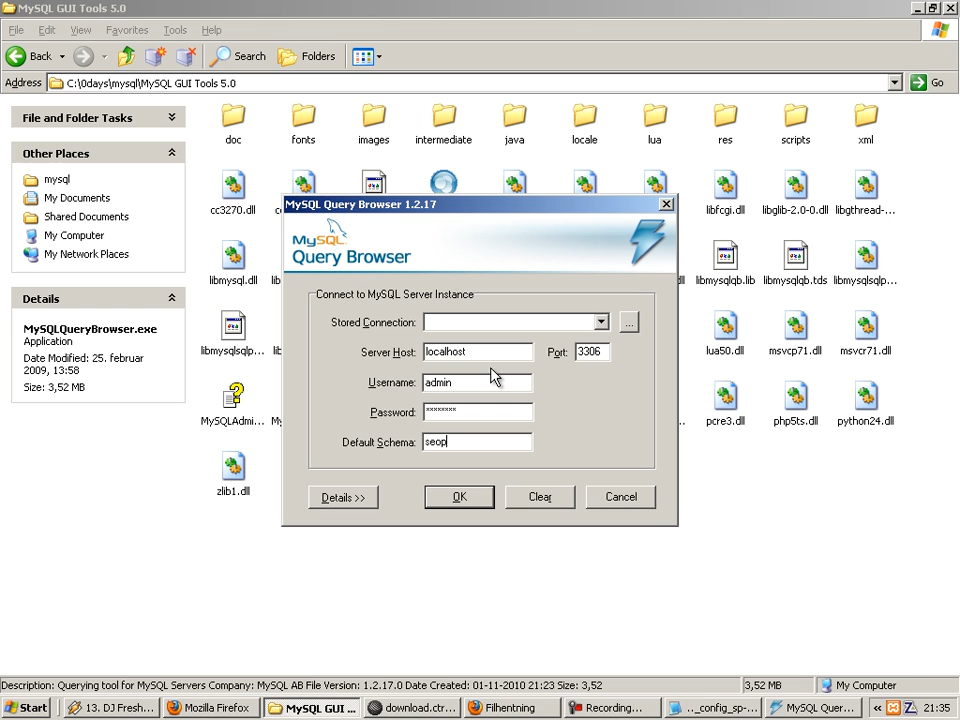 MySQL GUI Tools 5.0
File Edit View Favorites Tools Help
Back Search Folders
Address C:\0days\mysql\MySQL GUI Tools 5.0 Go
File and Folder Tasks
Other Places
mysql
My Documents
Shared Documents
My Computer
My Network Places
Details
MySQLQueryBrowser.exe
Application
Date Modified: 25. februar
2009, 13:58
Size: 3,52 MB
doc fonts images intermediate java locale lua res scripts xml
cc3270.dll libfcgi.dll libglib-2.0-0.dll libgthread-...
libmysql.dll libmysqlqb.lib libmysqlqb.tds libmysqlsqlp...
libmysqlsqlp... lua50.dll msvcp71.dll msvcr71.dll
MySQLAdmi... pcre3.dll php5ts.dll python24.dll
zlib1.dll
MySQL Query Browser 1.2.17
MySQL
Query Browser
Connect to MySQL Server Instance
Stored Connection: ...
Server Host: localhost Port: 3306
Username: admin
Password: ********
Default Schema: seop
Details >> OK Clear Cancel
Description: Querying tool for MySQL Servers Company: MySQL AB File Version: 1.2.17.0 Date Created: 01-11-2010 21:23 Size: 3,52 3,52 MB My Computer
Start 13. DJ Fresh... Mozilla Firefox MySQL GUI ... download.ctr... Filhentning Recording... .._config_sp-... MySQL Quer... « 21:35